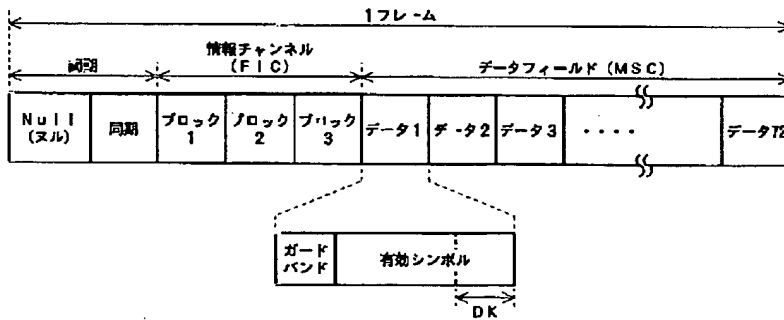 1フレーム
同期
情報チャンネル
(FIC)
データフィールド(MSC)
Null
(ヌル)
同期
ブロック
1
ブロック
2
ブロック
3
データ1
データ2
データ3
・・・・
データ72
ガード
バンド
有効シンボル
DK